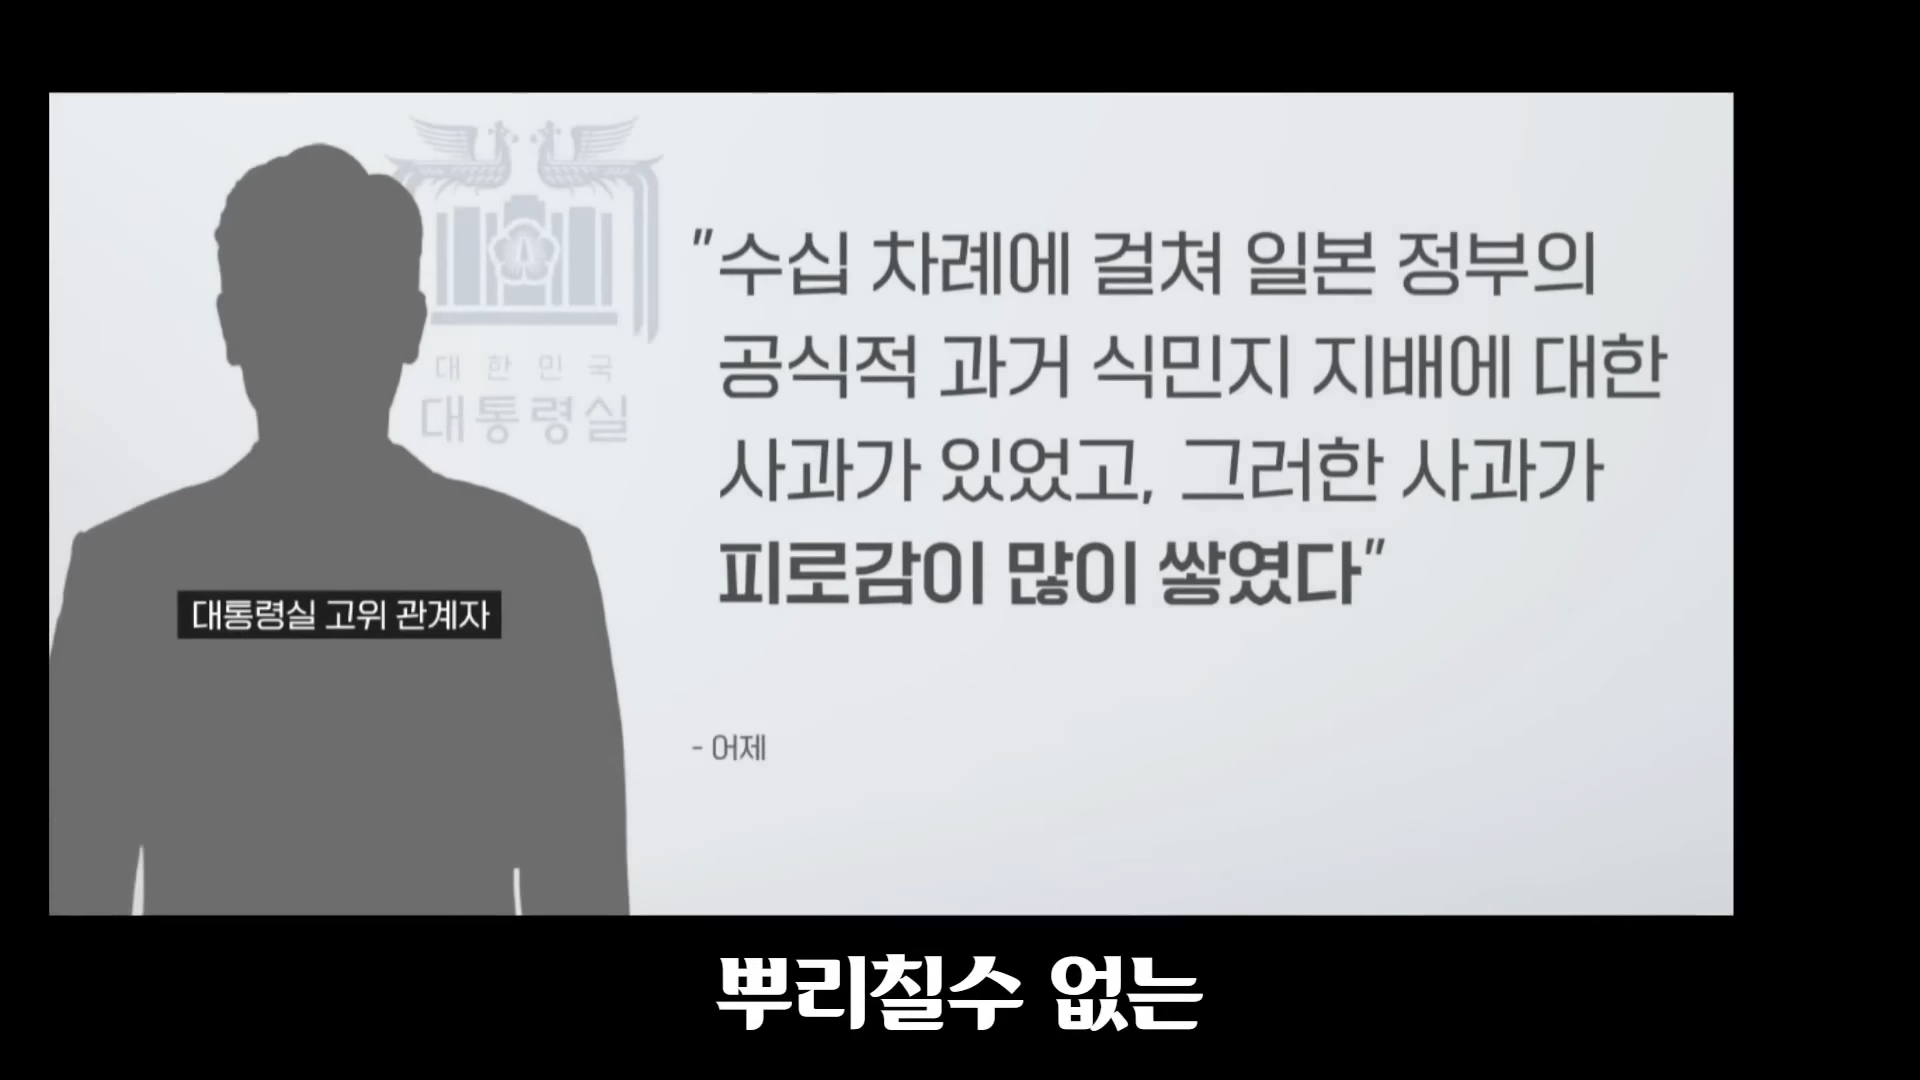 대한민국
대통령실
"수십 차례에 걸쳐 일본 정부의
공식적 과거 식민지 지배에 대한
사과가 있었고, 그러한 사과가
피로감이 많이 쌓였다"
대통령실 고위 관계자
- 어제
뿌리칠수 없는